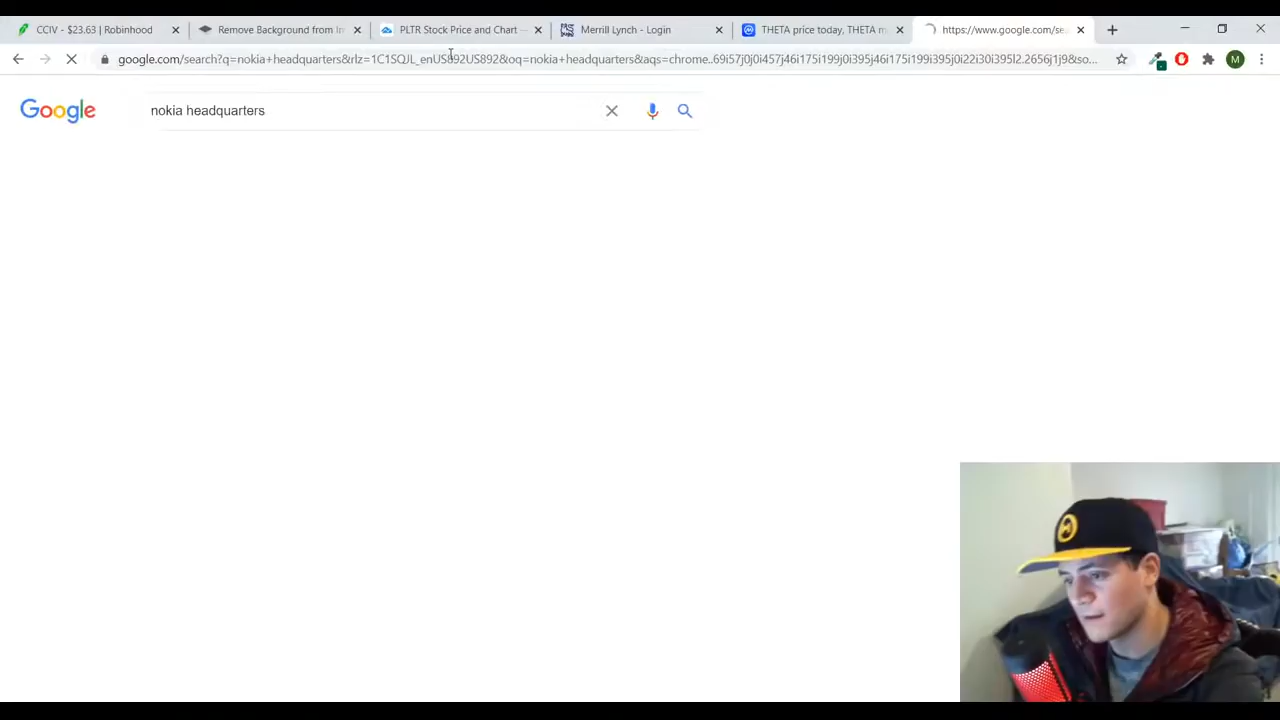 CCIV - $23.63 | Robinhood
Remove Background from Im
PLTR Stock Price and Chart —
Merrill Lynch - Login
THETA price today, THETA m
https://www.google.com/sea
google.com/search?q=nokia+headquarters&rlz=1C1SQJL_enUS892US892&oq=nokia+headquarters&aqs=chrome..69i57j0j0i457j46i175i199j0i395j46i175i199i395j0i22i30i395l2.2656j1j9&so...
M
Google
nokia headquarters